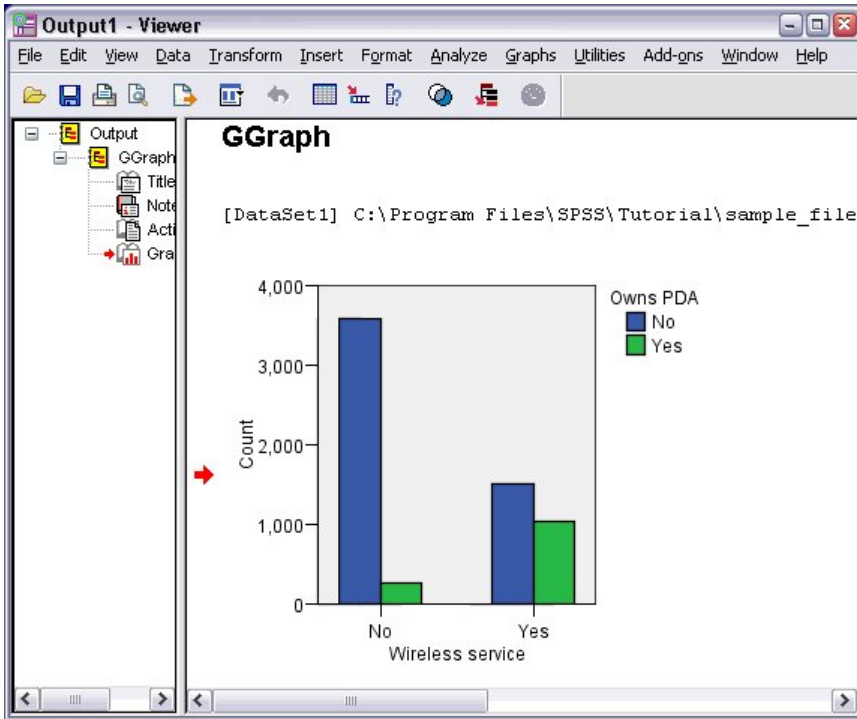 Output1 - Viewer
File Edit View Data Transform Insert Format Analyze Graphs Utilities Add-ons Window Help
Output
GGraph
Title
Note
Acti
Gra
GGraph
[DataSet1] C:\Program Files\SPSS\Tutorial\sample_file
4,000
3,000
2,000
1,000
0
Count
No
Yes
Wireless service
Owns PDA
No
Yes